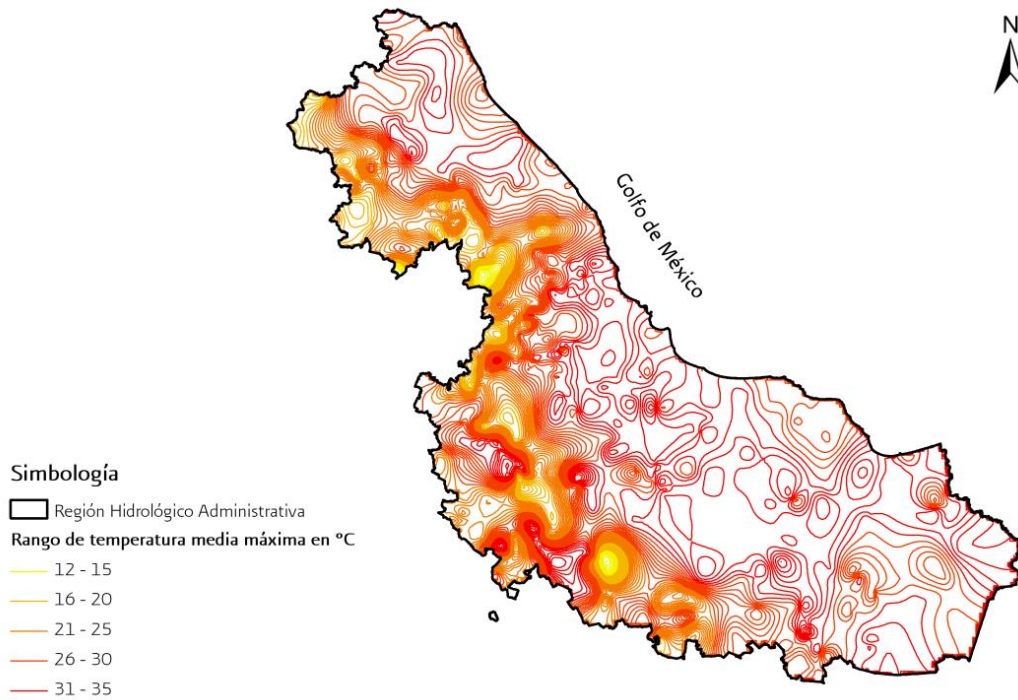 N
Golfo de México
Simbología
Región Hidrológico Administrativa
Rango de temperatura media máxima en °C
12 - 15
16 - 20
21 - 25
26 - 30
31 - 35